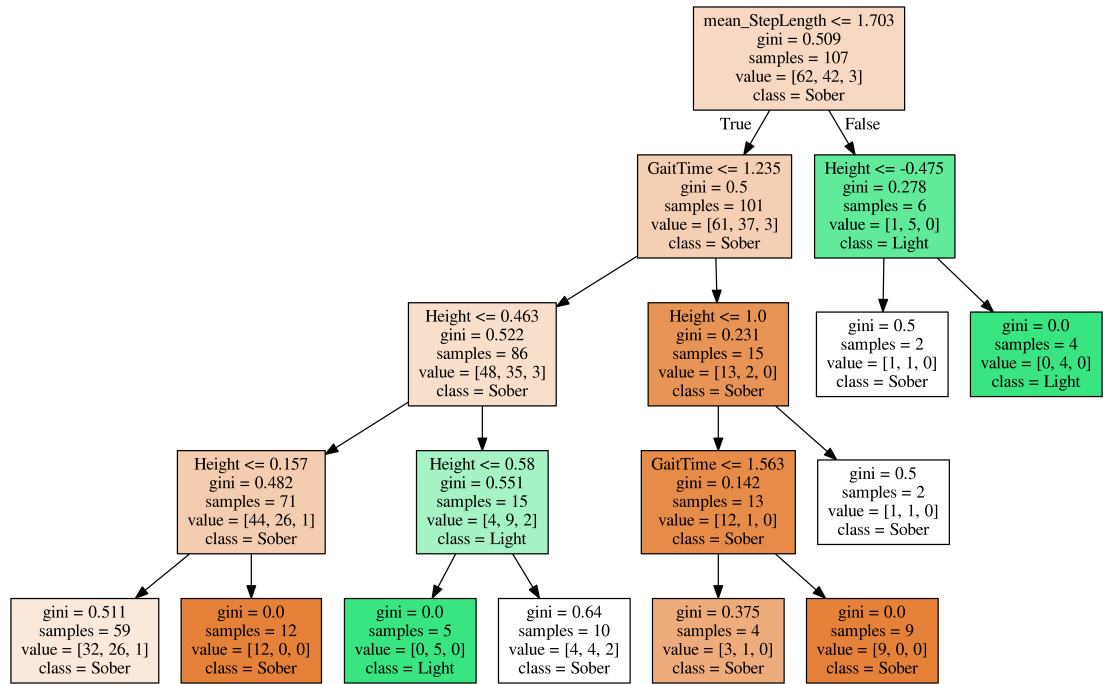 mean_StepLength <= 1.703
gini = 0.509
samples = 107
value = [62, 42, 3]
class = Sober
True
False
GaitTime <= 1.235
gini = 0.5
samples = 101
value = [61, 37, 3]
class = Sober
Height <= -0.475
gini = 0.278
samples = 6
value = [1, 5, 0]
class = Light
Height <= 0.463
gini = 0.522
samples = 86
value = [48, 35, 3]
class = Sober
Height <= 1.0
gini = 0.231
samples = 15
value = [13, 2, 0]
class = Sober
gini = 0.5
samples = 2
value = [1, 1, 0]
class = Sober
gini = 0.0
samples = 4
value = [0, 4, 0]
class = Light
Height <= 0.157
gini = 0.482
samples = 71
value = [44, 26, 1]
class = Sober
Height <= 0.58
gini = 0.551
samples = 15
value = [4, 9, 2]
class = Light
GaitTime <= 1.563
gini = 0.142
samples = 13
value = [12, 1, 0]
class = Sober
gini = 0.5
samples = 2
value = [1, 1, 0]
class = Sober
gini = 0.511
samples = 59
value = [32, 26, 1]
class = Sober
gini = 0.0
samples = 12
value = [12, 0, 0]
class = Sober
gini = 0.0
samples = 5
value = [0, 5, 0]
class = Light
gini = 0.64
samples = 10
value = [4, 4, 2]
class = Sober
gini = 0.375
samples = 4
value = [3, 1, 0]
class = Sober
gini = 0.0
samples = 9
value = [9, 0, 0]
class = Sober